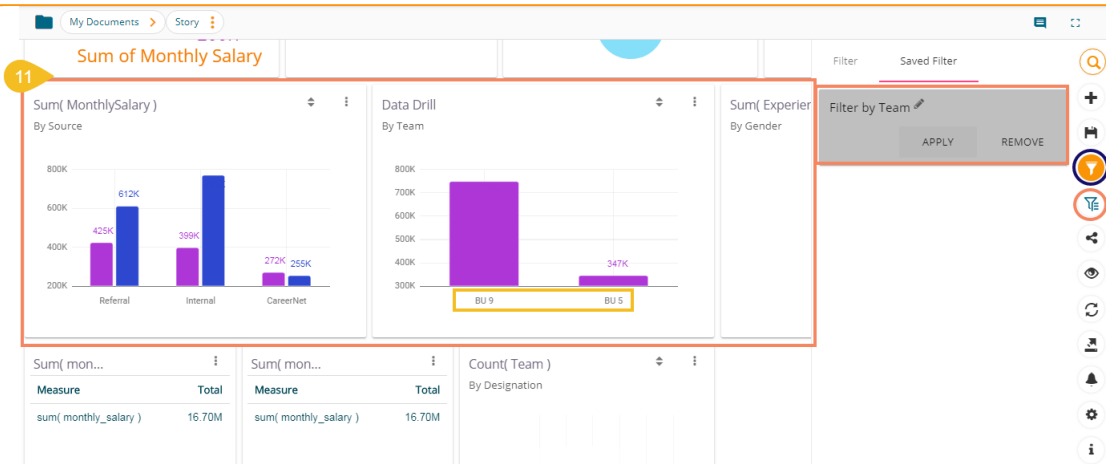 My Documents > Story
Sum of Monthly Salary
11
Filter
Saved Filter
Sum( MonthlySalary )
By Source
800K
600K
400K
200K
425K
612K
399K
272K
255K
Referral
Internal
CareerNet
Data Drill
By Team
800K
700K
600K
500K
400K
300K
347K
BU 9
BU 5
Sum( Experien
By Gender
Filter by Team
APPLY
REMOVE
Sum( mon...
Measure Total
sum( monthly_salary ) 16.70M
Sum( mon...
Measure Total
sum( monthly_salary ) 16.70M
Count( Team )
By Designation